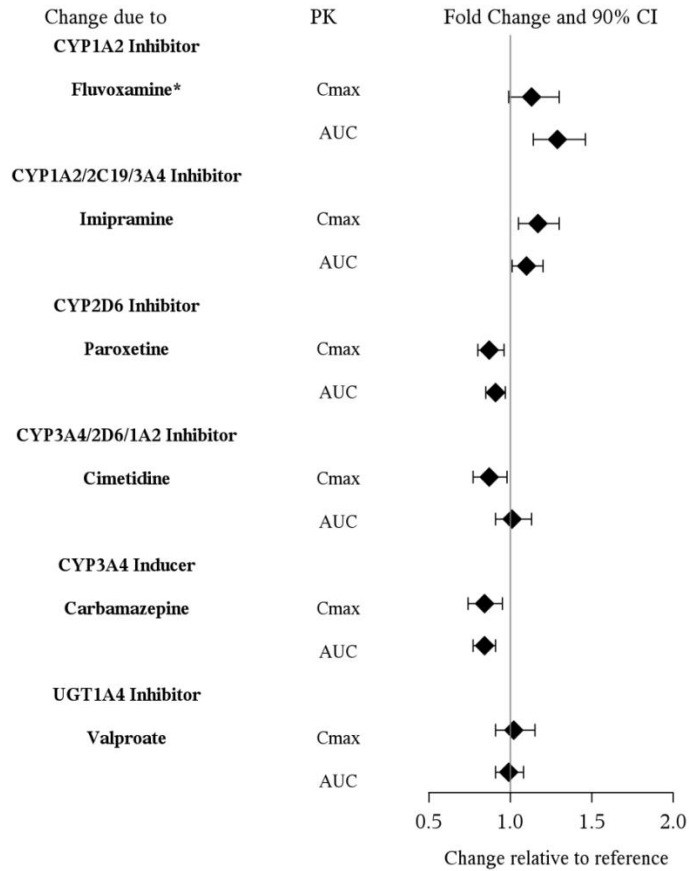 Change due to PK Fold Change and 90% CI
CYP1A2 Inhibitor
Fluvoxamine* Cmax
AUC
CYP1A2/2C19/3A4 Inhibitor
Imipramine Cmax
AUC
CYP2D6 Inhibitor
Paroxetine Cmax
AUC
CYP3A4/2D6/1A2 Inhibitor
Cimetidine Cmax
AUC
CYP3A4 Inducer
Carbamazepine Cmax
AUC
UGT1A4 Inhibitor
Valproate Cmax
AUC
0.5 1.0 1.5 2.0
Change relative to reference